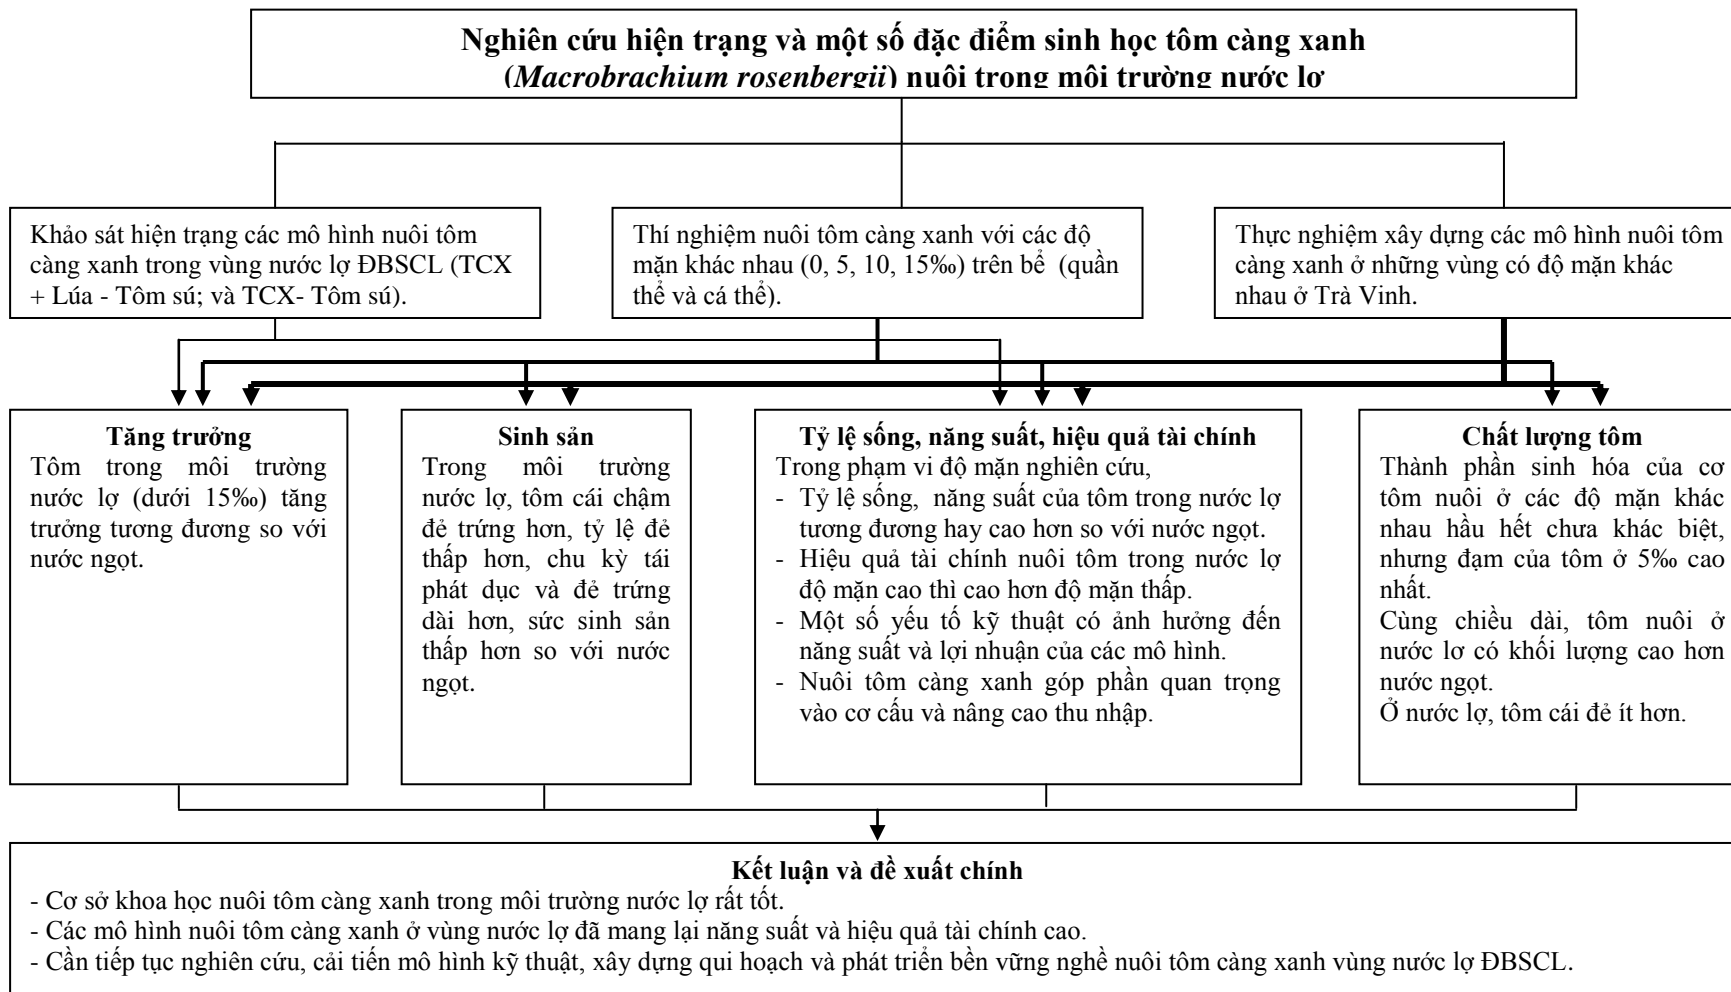 Nghiên cứu hiện trạng và một số đặc điểm sinh học tôm càng xanh
(Macrobrachium rosenbergii) nuôi trong môi trường nước lợ
Khảo sát hiện trạng các mô hình nuôi tôm
càng xanh trong vùng nước lợ ĐBSCL (TCX
+ Lúa - Tôm sú; và TCX- Tôm sú).
Thí nghiệm nuôi tôm càng xanh với các độ
mặn khác nhau (0, 5, 10, 15‰) trên bể (quần
thể và cá thể).
Thực nghiệm xây dựng các mô hình nuôi tôm
càng xanh ở những vùng có độ mặn khác
nhau ở Trà Vinh.
Tăng trưởng
Tôm trong môi trường
nước lợ (dưới 15‰) tăng
trưởng tương đương so với
nước ngọt.
Sinh sản
Trong môi trường
nước lợ, tôm cái chậm
đẻ trứng hơn, tỷ lệ đẻ
thấp hơn, chu kỳ tái
phát dục và đẻ trứng
dài hơn, sức sinh sản
thấp hơn so với nước
ngọt.
Tỷ lệ sống, năng suất, hiệu quả tài chính
Trong phạm vi độ mặn nghiên cứu,
- Tỷ lệ sống, năng suất của tôm trong nước lợ
tương đương hay cao hơn so với nước ngọt.
- Hiệu quả tài chính nuôi tôm trong nước lợ
độ mặn cao thì cao hơn độ mặn thấp.
- Một số yếu tố kỹ thuật có ảnh hưởng đến
năng suất và lợi nhuận của các mô hình.
- Nuôi tôm càng xanh góp phần quan trọng
vào cơ cấu và nâng cao thu nhập.
Chất lượng tôm
Thành phần sinh hóa của cơ
tôm nuôi ở các độ mặn khác
nhau hầu hết chưa khác biệt,
nhưng đạm của tôm ở 5‰ cao
nhất.
Cùng chiều dài, tôm nuôi ở
nước lơ có khối lượng cao hơn
nước ngọt.
Ở nước lợ, tôm cái đẻ ít hơn.
Kết luận và đề xuất chính
- Cơ sở khoa học nuôi tôm càng xanh trong môi trường nước lợ rất tốt.
- Các mô hình nuôi tôm càng xanh ở vùng nước lợ đã mang lại năng suất và hiệu quả tài chính cao.
- Cần tiếp tục nghiên cứu, cải tiến mô hình kỹ thuật, xây dựng qui hoạch và phát triển bền vững nghề nuôi tôm càng xanh vùng nước lợ ĐBSCL.